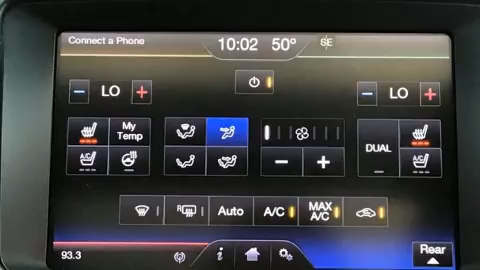 Connect a Phone 10:02 50° SE
− LO + − LO +
My
Temp
A/C
DUAL
A/C
− +
R Auto A/C MAX
A/C
93.3 i Rear